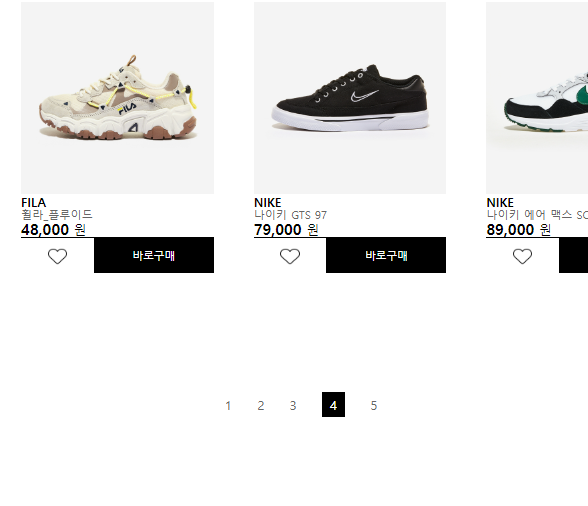 FILA
FILA
휠라_플루이드
48,000 원
바로구매
NIKE
나이키 GTS 97
79,000 원
바로구매
NIKE
나이키 에어 맥스 SC
89,000 원
1 2 3 4 5